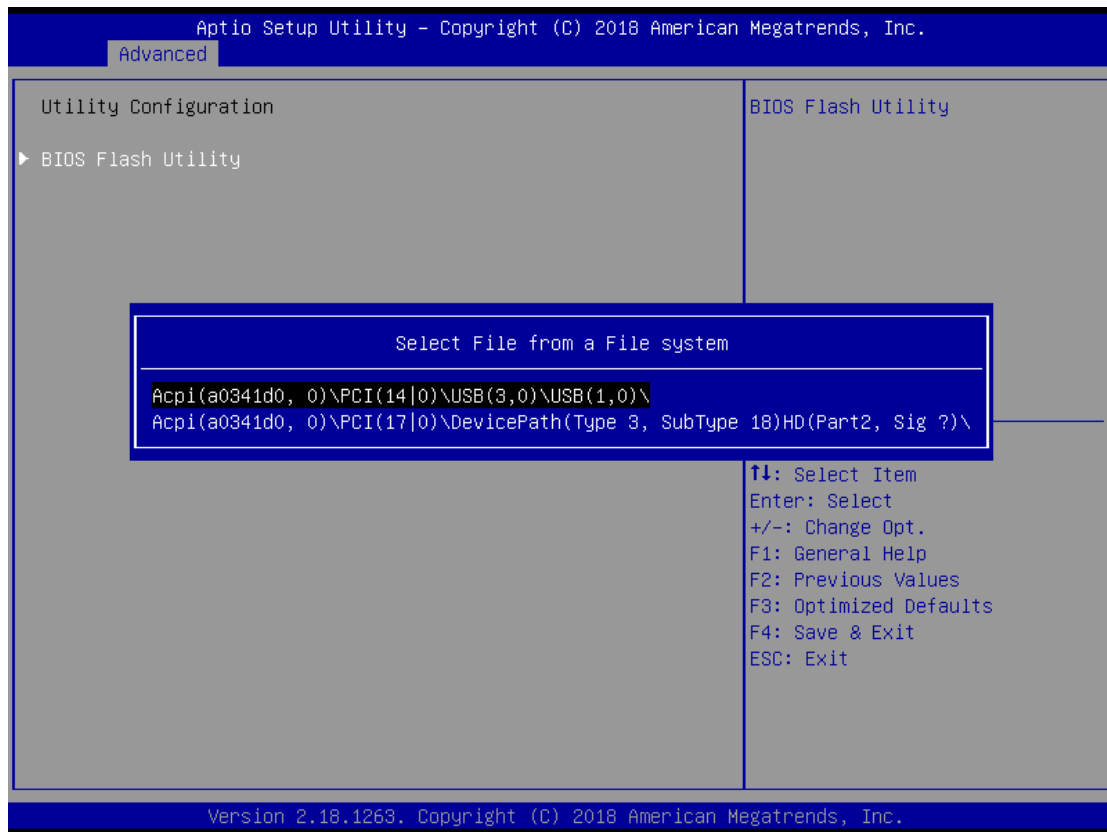 Aptio Setup Utility – Copyright (C) 2018 American Megatrends, Inc.
Advanced
Utility Configuration
▶ BIOS Flash Utility
BIOS Flash Utility
Select File from a File system
Acpi(a0341d0, 0)\PCI(14|0)\USB(3,0)\USB(1,0)\
Acpi(a0341d0, 0)\PCI(17|0)\DevicePath(Type 3, SubType 18)HD(Part2, Sig ?)\
↑↓: Select Item
Enter: Select
+/-: Change Opt.
F1: General Help
F2: Previous Values
F3: Optimized Defaults
F4: Save & Exit
ESC: Exit
Version 2.18.1263. Copyright (C) 2018 American Megatrends, Inc.